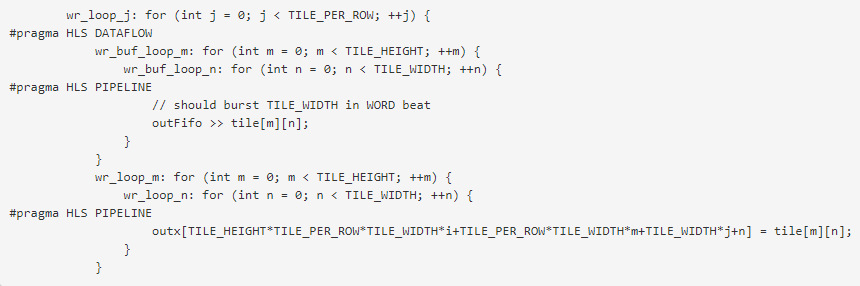 wr_loop_j: for (int j = 0; j < TILE_PER_ROW; ++j) {
#pragma HLS DATAFLOW
wr_buf_loop_m: for (int m = 0; m < TILE_HEIGHT; ++m) {
wr_buf_loop_n: for (int n = 0; n < TILE_WIDTH; ++n) {
#pragma HLS PIPELINE
// should burst TILE_WIDTH in WORD beat
outFifo >> tile[m][n];
}
}
wr_loop_m: for (int m = 0; m < TILE_HEIGHT; ++m) {
wr_loop_n: for (int n = 0; n < TILE_WIDTH; ++n) {
#pragma HLS PIPELINE
outx[TILE_HEIGHT*TILE_PER_ROW*TILE_WIDTH*i+TILE_PER_ROW*TILE_WIDTH*m+TILE_WIDTH*j+n] = tile[m][n];
}
}